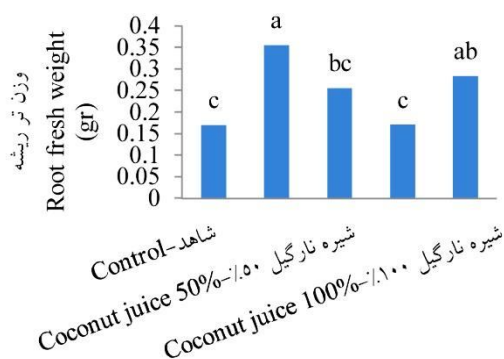 وزن تر ریشه
Root fresh weight
(gr)
0.4
0.35
0.3
0.25
0.2
0.15
0.1
0.05
0
c
a
bc
c
ab
Control-شاهد
Coconut juice 50%-شیره نارگیل ۵۰٪
Coconut juice 100%-شیره نارگیل ۱۰۰٪